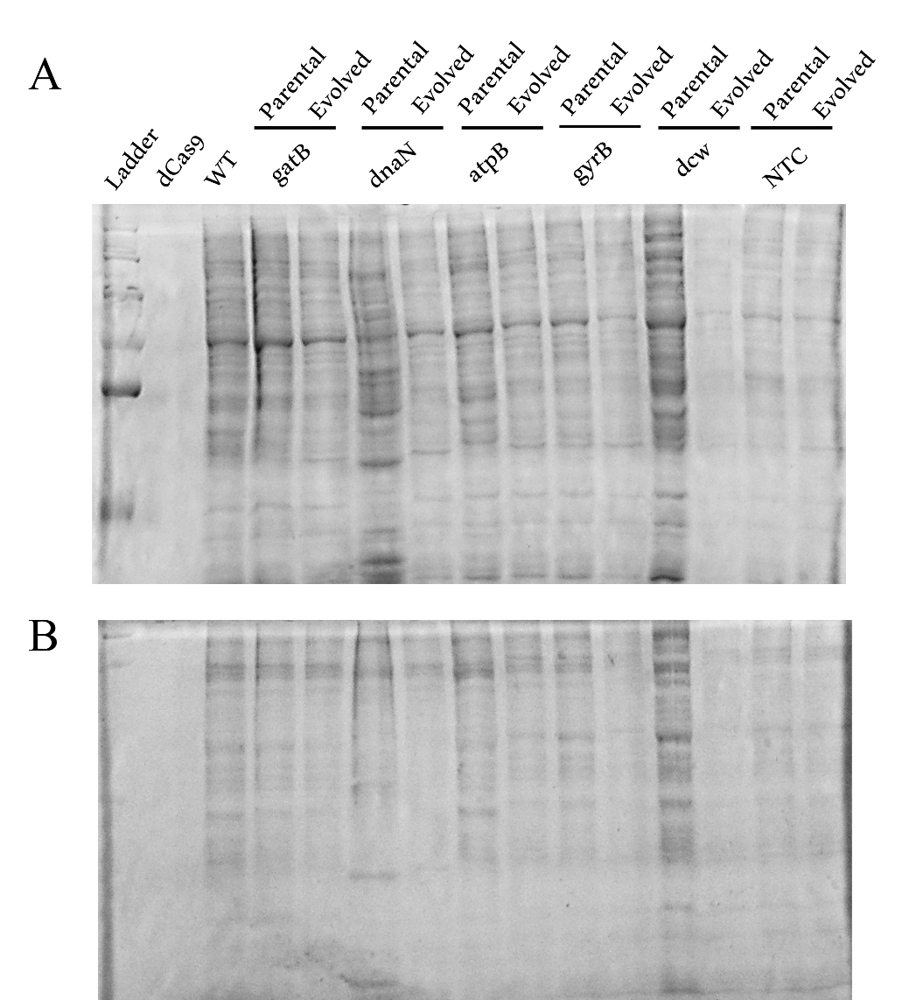 A
Parental Evolved Parental Evolved Parental Evolved Parental Evolved Parental Evolved Parental Evolved
Ladder dCas9 WT gatB dnaN atpB gyrB dcw NTC
B